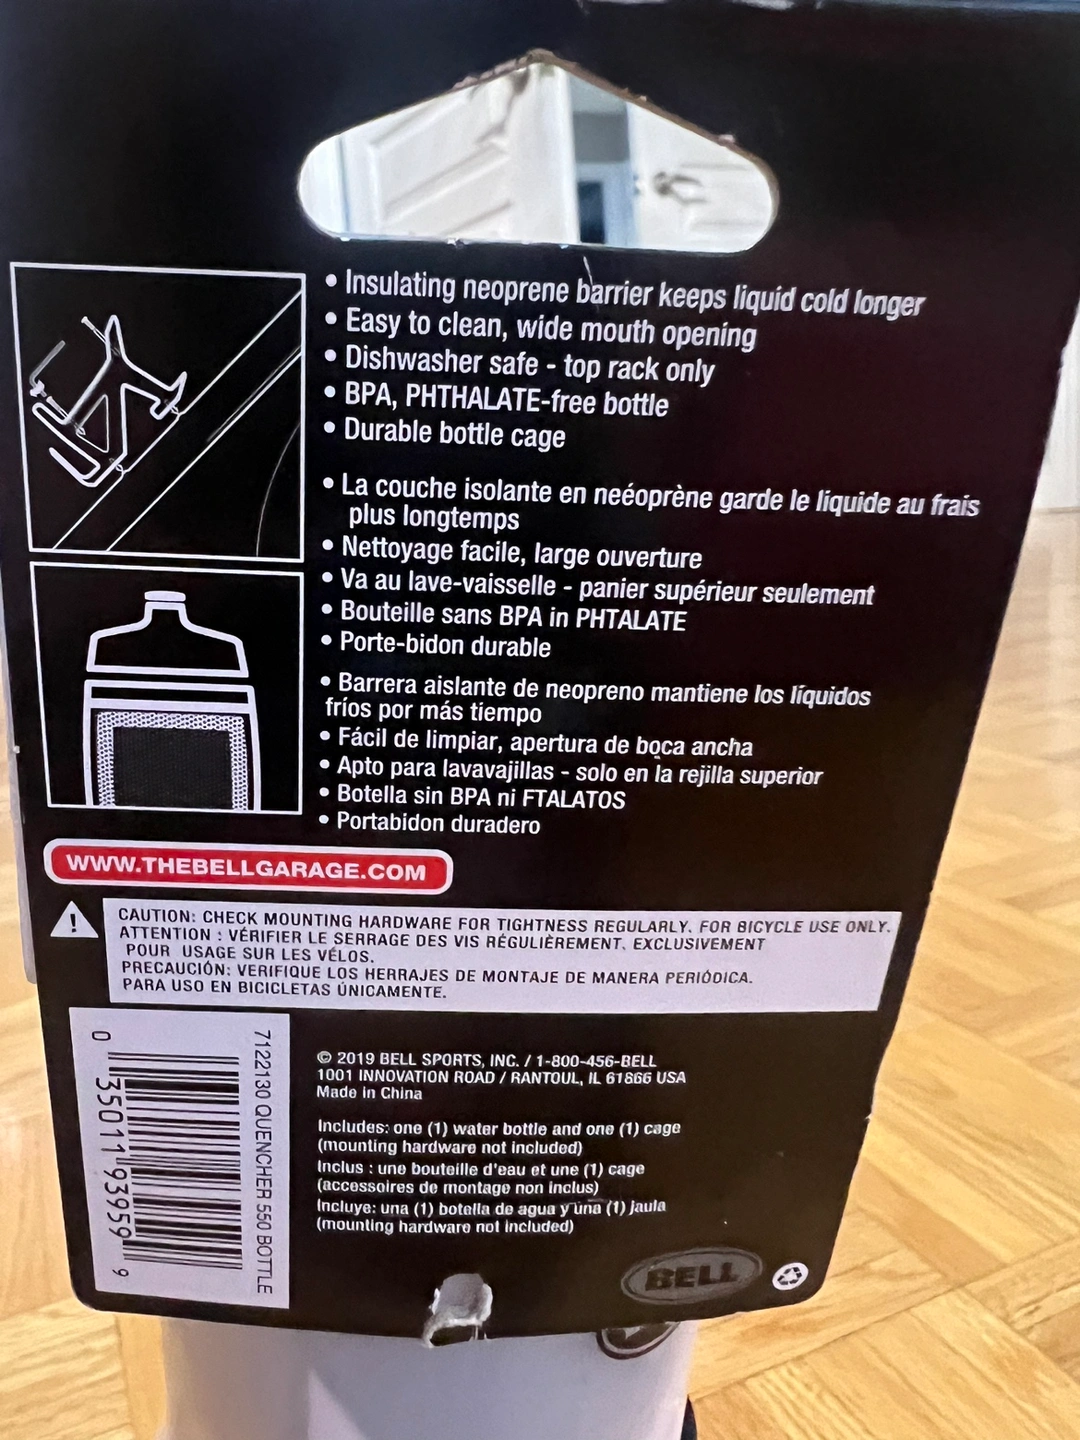 • Insulating neoprene barrier keeps liquid cold longer
• Easy to clean, wide mouth opening
• Dishwasher safe - top rack only
• BPA, PHTHALATE-free bottle
• Durable bottle cage
• La couche isolante en neéoprène garde le liquide au frais
plus longtemps
• Nettoyage facile, large ouverture
• Va au lave-vaisselle - panier supérieur seulement
• Bouteille sans BPA in PHTALATE
• Porte-bidon durable
• Barrera aislante de neopreno mantiene los líquidos
fríos por más tiempo
• Fácil de limpiar, apertura de boca ancha
• Apto para lavavajillas - solo en la rejilla superior
• Botella sin BPA ni FTALATOS
• Portabidon duradero
WWW.THEBELLGARAGE.COM
CAUTION: CHECK MOUNTING HARDWARE FOR TIGHTNESS REGULARLY. FOR BICYCLE USE ONLY.
ATTENTION : VÉRIFIER LE SERRAGE DES VIS RÉGULIÈREMENT. EXCLUSIVEMENT
POUR USAGE SUR LES VÉLOS.
PRECAUCIÓN: VERIFIQUE LOS HERRAJES DE MONTAJE DE MANERA PERIÓDICA.
PARA USO EN BICICLETAS ÚNICAMENTE.
7122130 QUENCHER 550 BOTTLE
0 35011 93959 9
© 2019 BELL SPORTS, INC. / 1-800-456-BELL
1001 INNOVATION ROAD / RANTOUL, IL 61866 USA
Made in China
Includes: one (1) water bottle and one (1) cage
(mounting hardware not included)
Inclus : une bouteille d'eau et une (1) cage
(accessoires de montage non inclus)
Incluye: una (1) botella de agua y una (1) jaula
(mounting hardware not included)
BELL